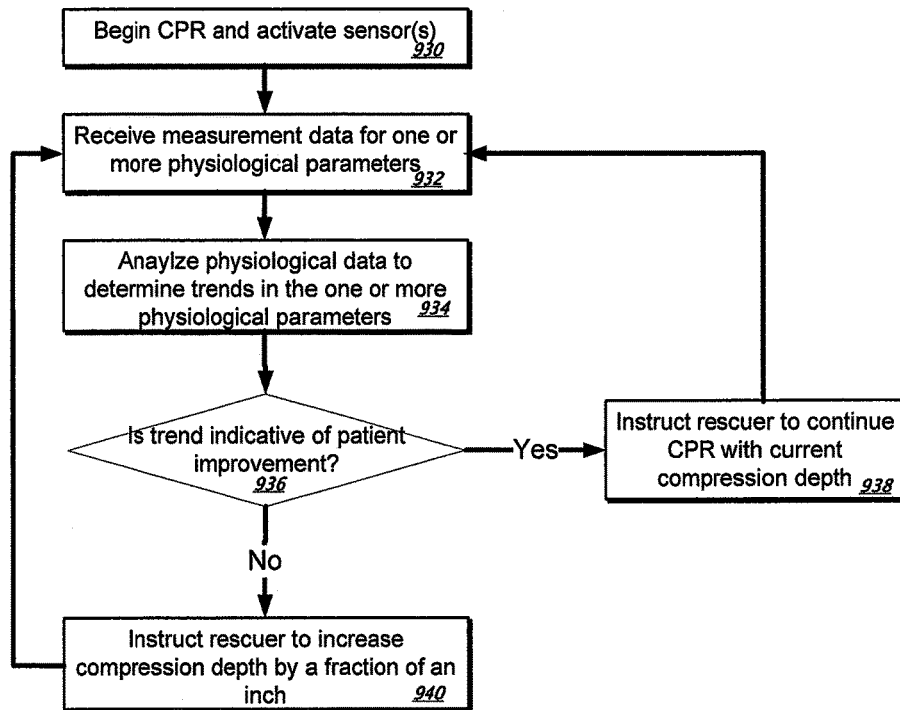 Begin CPR and activate sensor(s)
930
Receive measurement data for one or
more physiological parameters
932
Anaylze physiological data to
determine trends in the one or more
physiological parameters 934
Is trend indicative of patient
improvement?
936
Yes
Instruct rescuer to continue
CPR with current
compression depth 938
No
Instruct rescuer to increase
compression depth by a fraction of an
inch 940